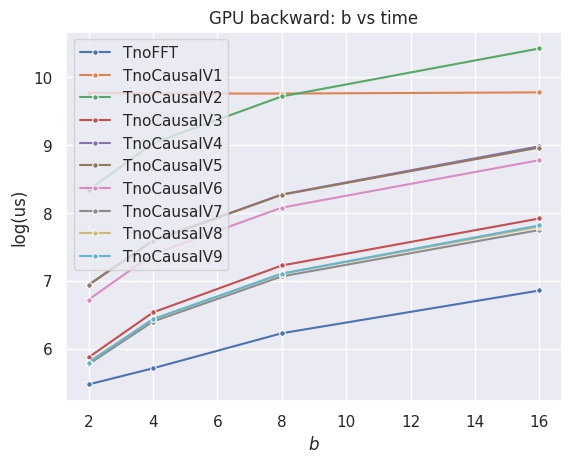 GPU backward: b vs time
TnoFFT
TnoCausalV1
TnoCausalV2
TnoCausalV3
TnoCausalV4
TnoCausalV5
TnoCausalV6
TnoCausalV7
TnoCausalV8
TnoCausalV9
log(us)
10
9
8
7
6
2 4 6 8 10 12 14 16
b